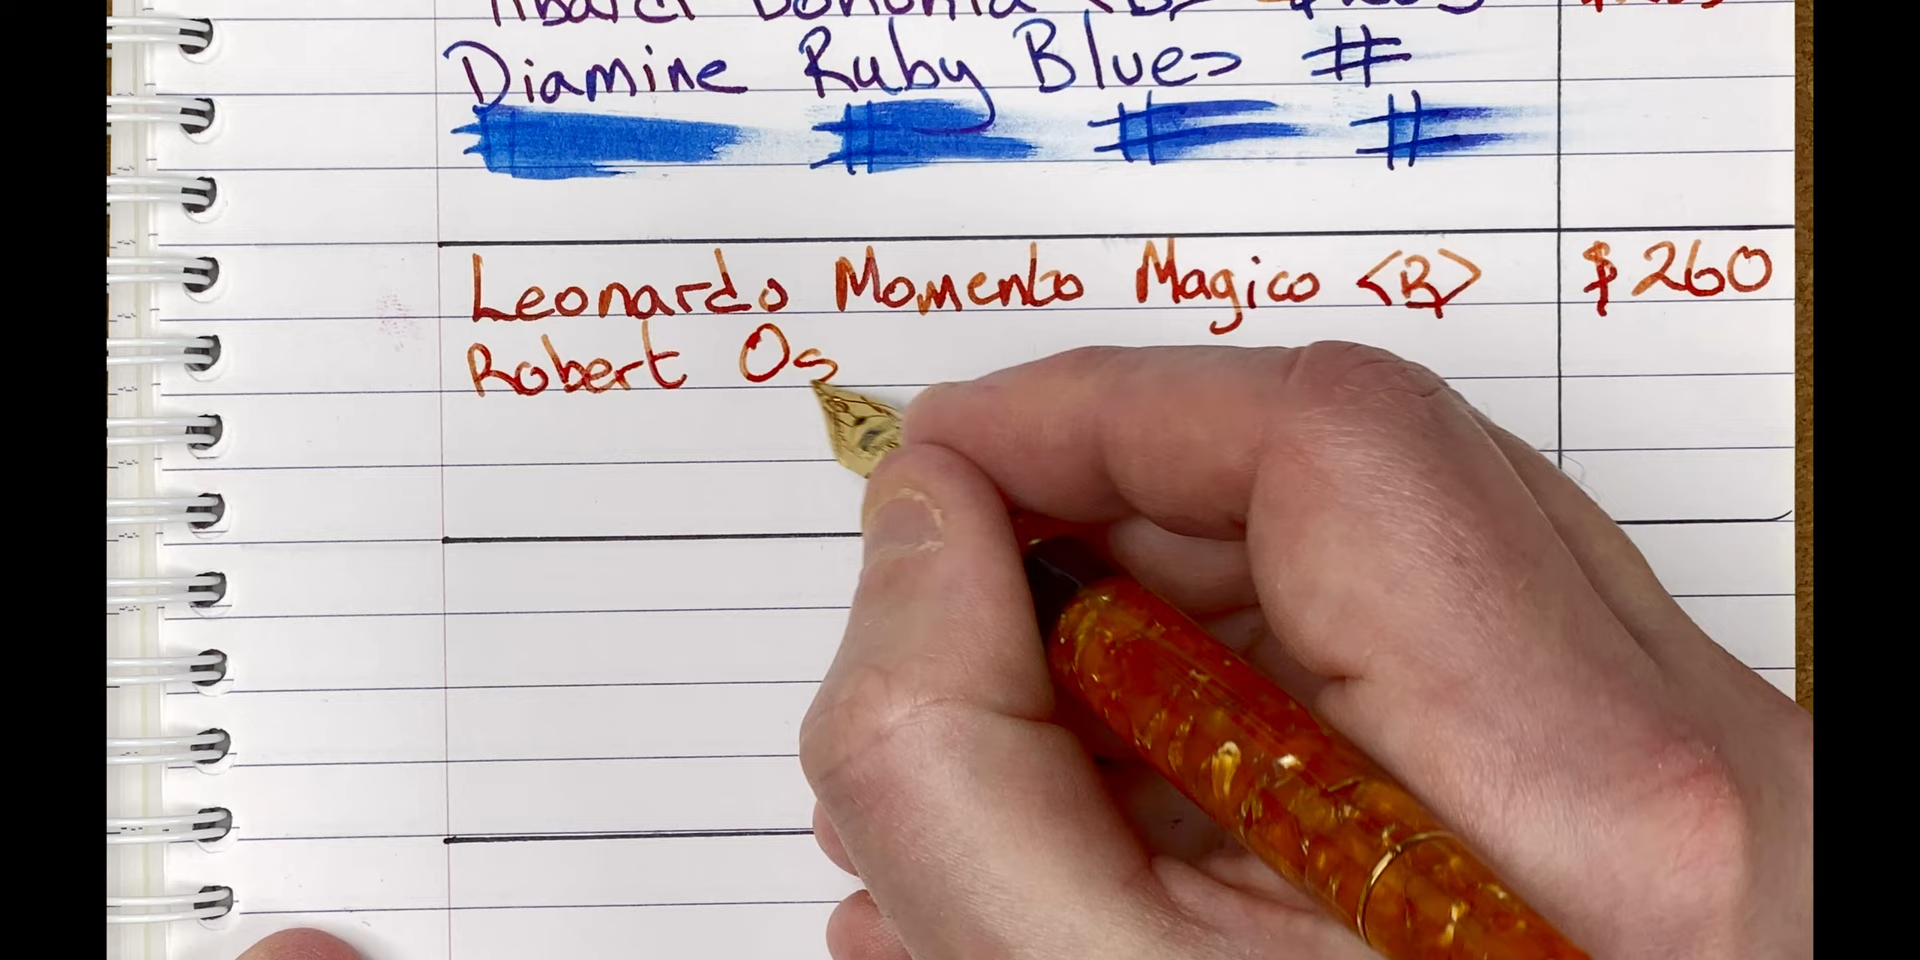 Diamine Ruby Blues #
# # # #
Leonardo Momento Magico <B> $260
Robert Os